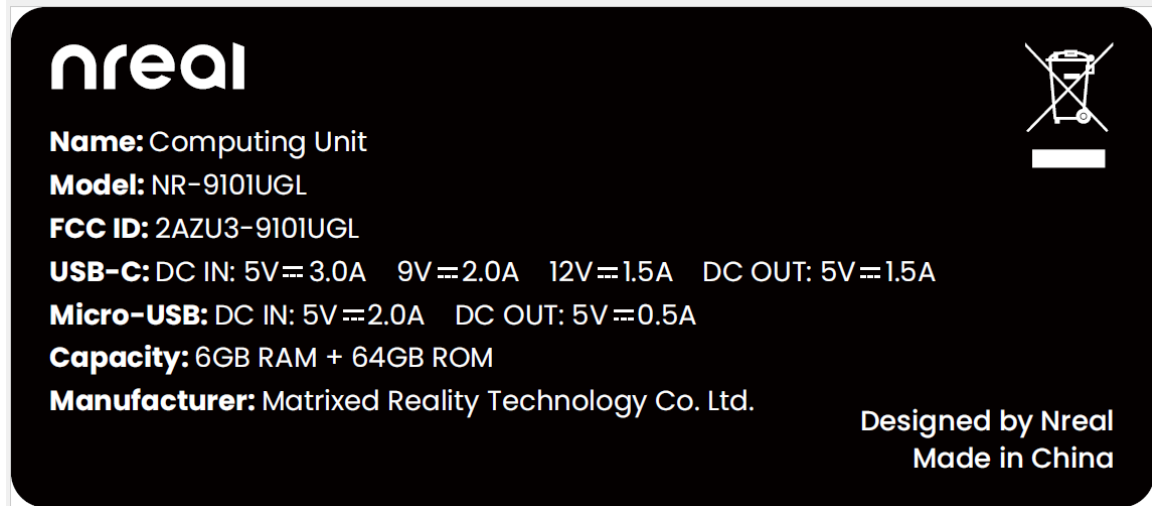 nreal
Name: Computing Unit
Model: NR-9101UGL
FCC ID: 2AZU3-9101UGL
USB-C: DC IN: 5V⎓3.0A 9V⎓2.0A 12V⎓1.5A DC OUT: 5V⎓1.5A
Micro-USB: DC IN: 5V⎓2.0A DC OUT: 5V⎓0.5A
Capacity: 6GB RAM + 64GB ROM
Manufacturer: Matrixed Reality Technology Co. Ltd.
Designed by Nreal
Made in China